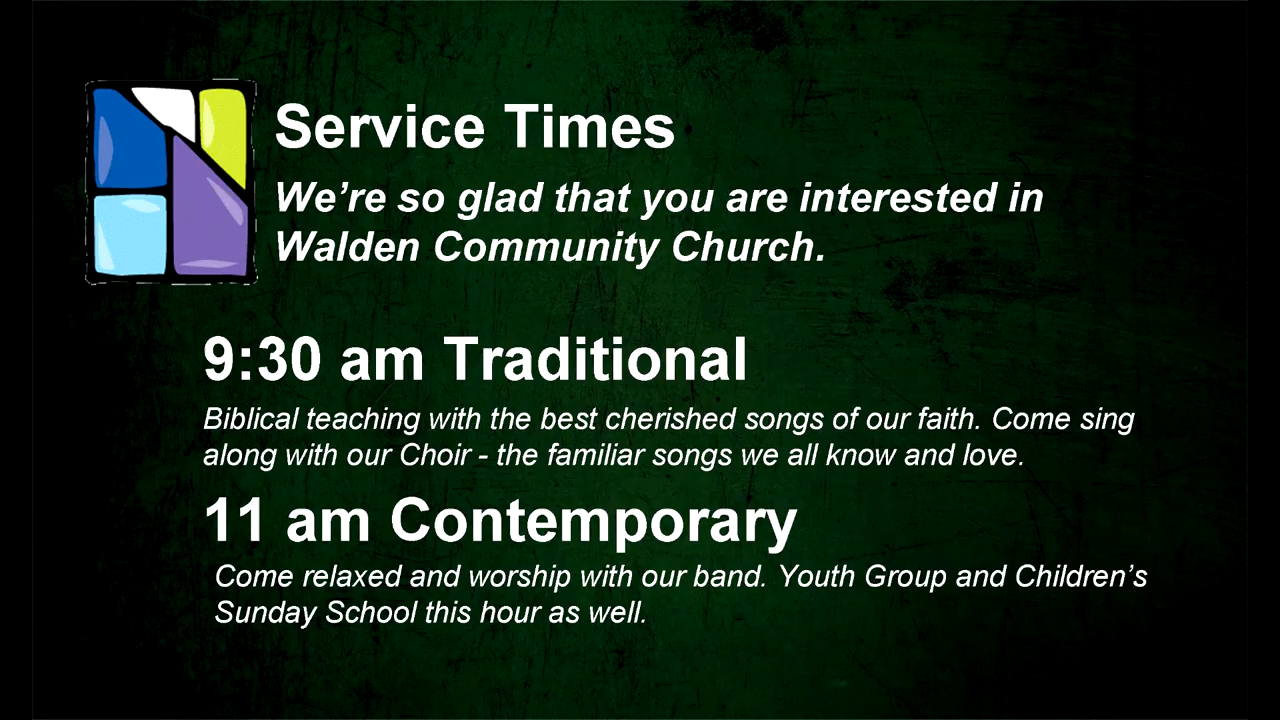 Service Times
We’re so glad that you are interested in
Walden Community Church.
9:30 am Traditional
Biblical teaching with the best cherished songs of our faith. Come sing
along with our Choir - the familiar songs we all know and love.
11 am Contemporary
Come relaxed and worship with our band. Youth Group and Children’s
Sunday School this hour as well.